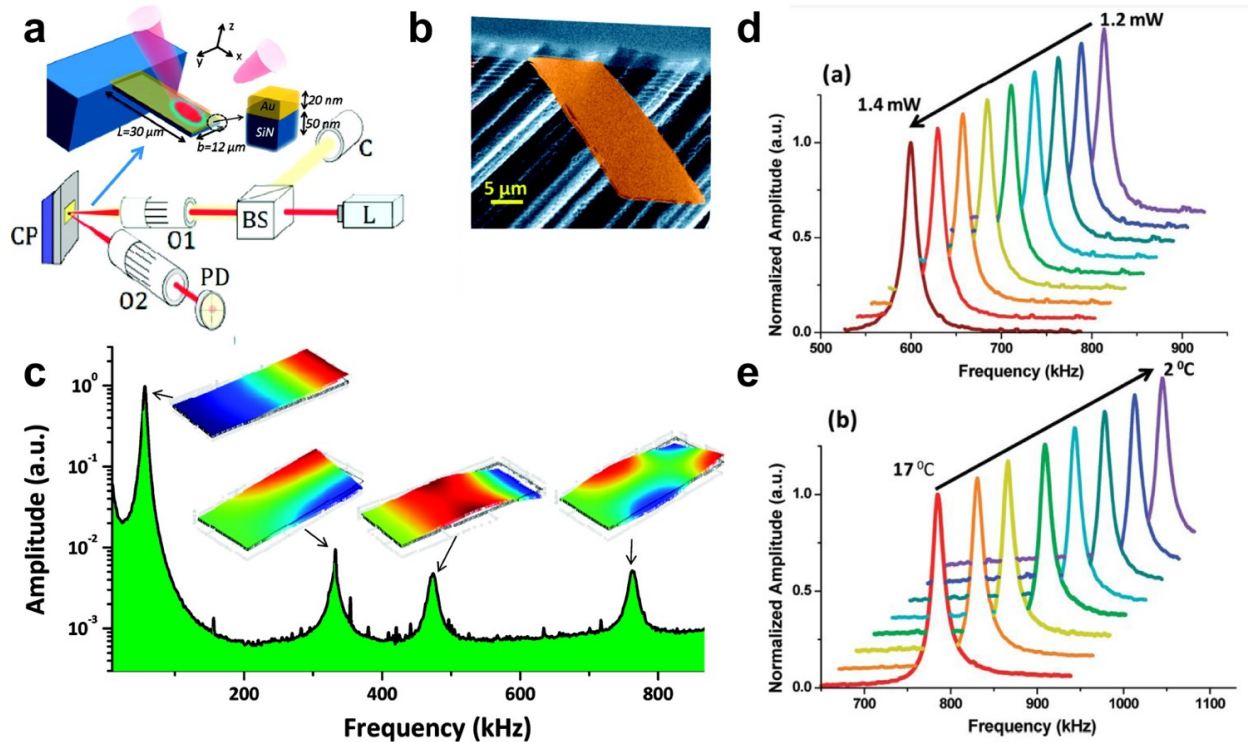 a
z
y
x
Au
SiN
20 nm
50 nm
L=30 μm
b=12 μm
C
BS
L
CP
O1
O2
PD
b
5 μm
c
10⁰
10⁻¹
10⁻²
10⁻³
Amplitude (a.u.)
200
400
600
800
Frequency (kHz)
d
(a)
1.2 mW
1.4 mW
Normalized Amplitude (a.u.)
1.0
0.5
0.0
500
600
700
800
900
Frequency (kHz)
e
(b)
2 ⁰C
17 ⁰C
Normalized Amplitude (a.u.)
1.0
0.5
0.0
700
800
900
1000
1100
Frequency (kHz)